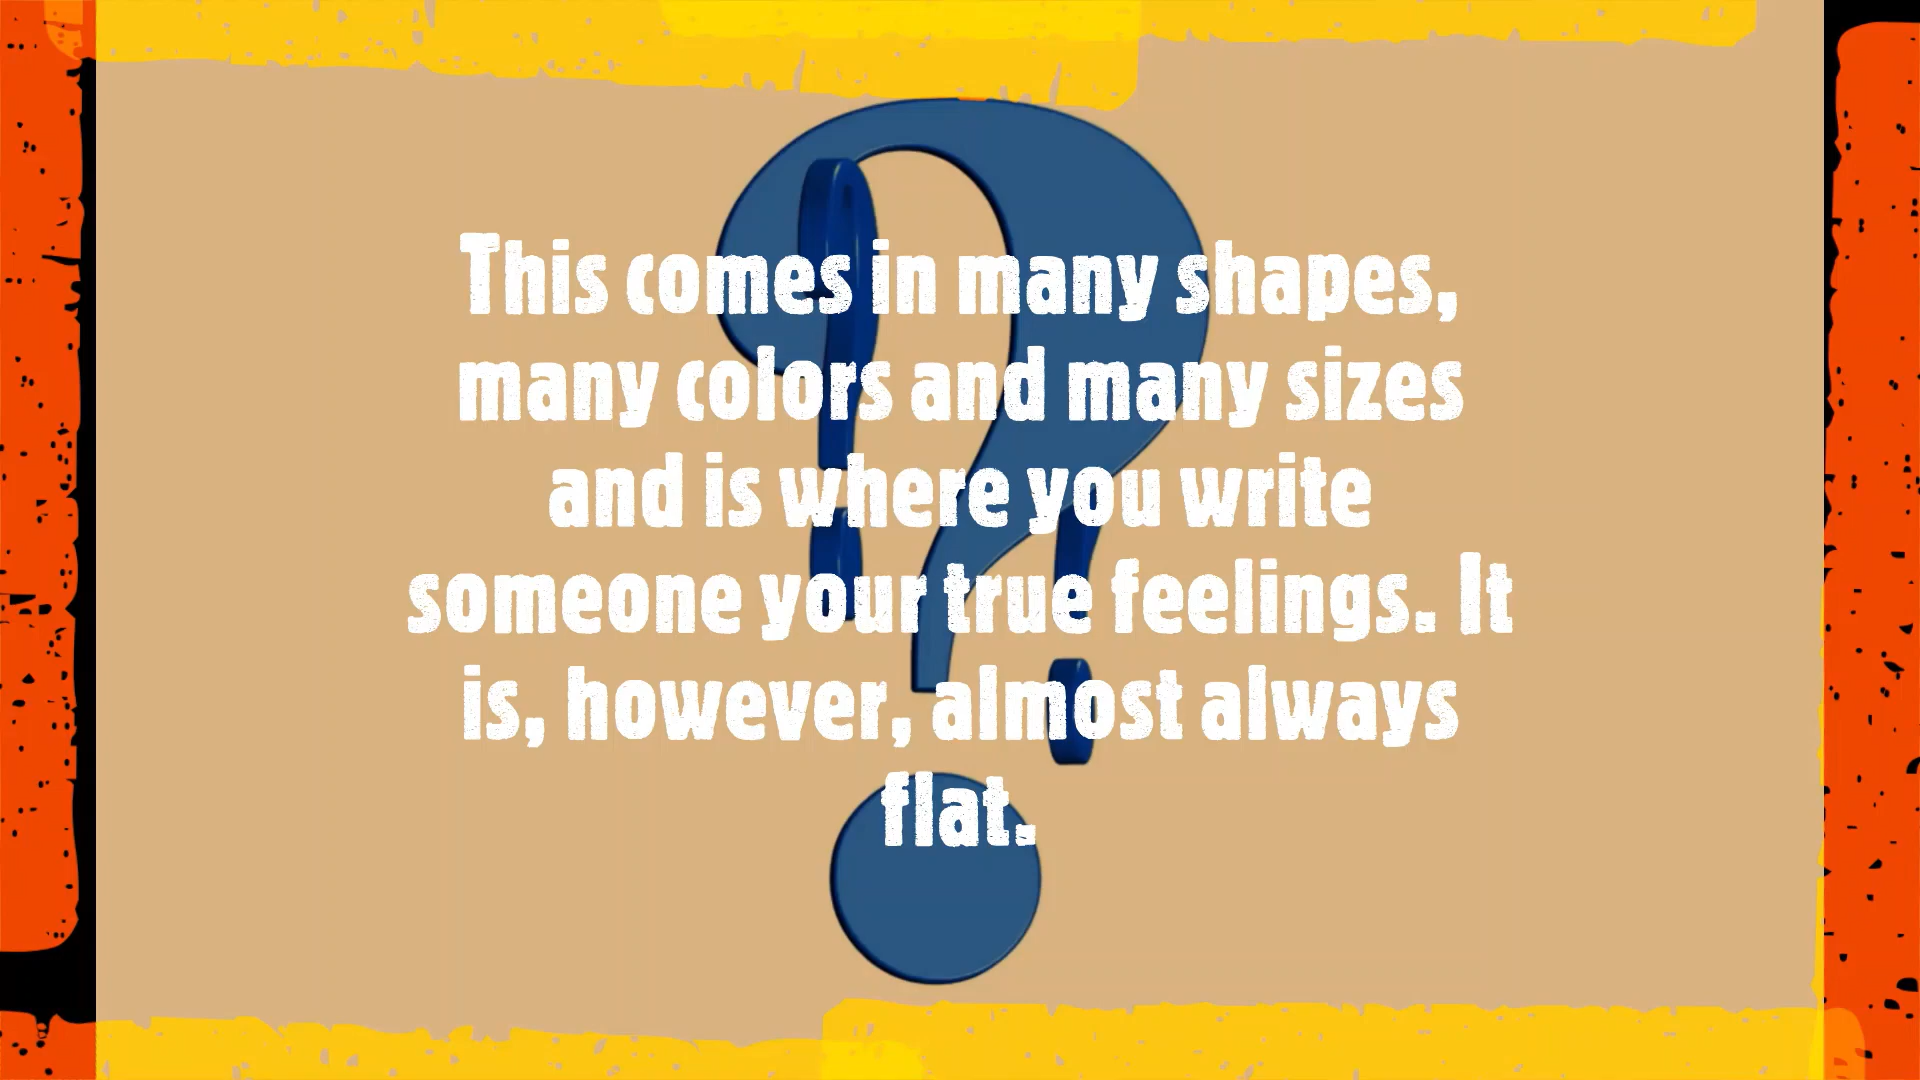 This comes in many shapes,
many colors and many sizes
and is where you write
someone your true feelings. It
is, however, almost always
flat.